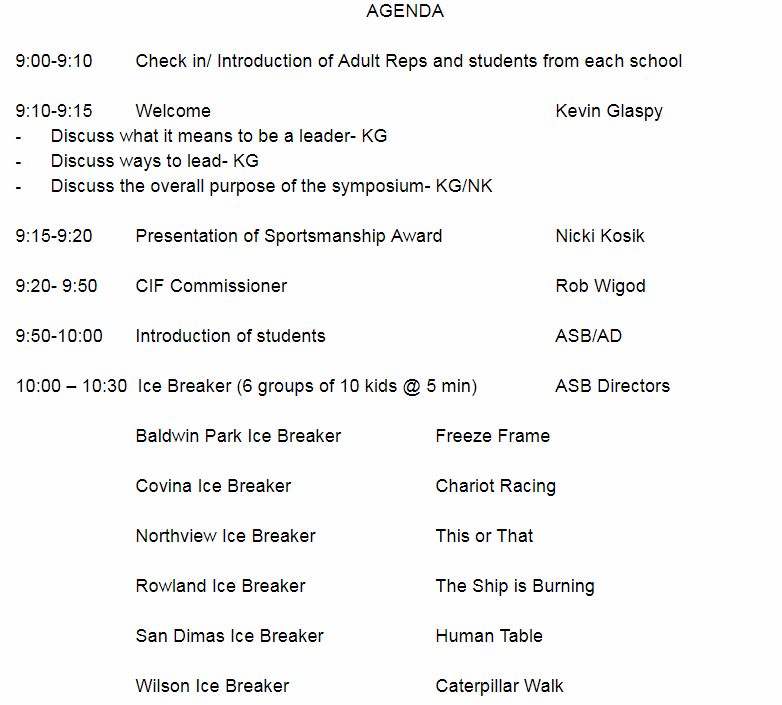 AGENDA
9:00-9:10 Check in/ Introduction of Adult Reps and students from each school
9:10-9:15 Welcome Kevin Glaspy
- Discuss what it means to be a leader- KG
- Discuss ways to lead- KG
- Discuss the overall purpose of the symposium- KG/NK
9:15-9:20 Presentation of Sportsmanship Award Nicki Kosik
9:20- 9:50 CIF Commissioner Rob Wigod
9:50-10:00 Introduction of students ASB/AD
10:00 – 10:30 Ice Breaker (6 groups of 10 kids @ 5 min) ASB Directors
Baldwin Park Ice Breaker Freeze Frame
Covina Ice Breaker Chariot Racing
Northview Ice Breaker This or That
Rowland Ice Breaker The Ship is Burning
San Dimas Ice Breaker Human Table
Wilson Ice Breaker Caterpillar Walk